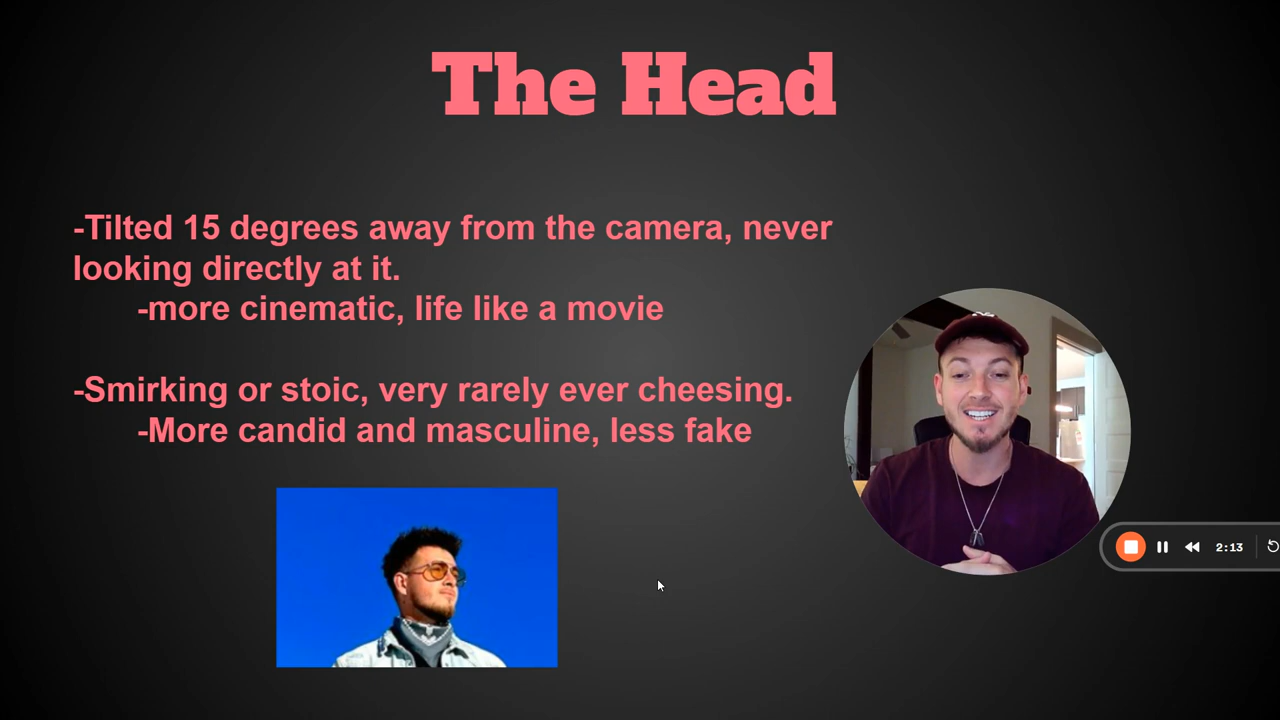 The Head
-Tilted 15 degrees away from the camera, never
looking directly at it.
-more cinematic, life like a movie
-Smirking or stoic, very rarely ever cheesing.
-More candid and masculine, less fake
2:13